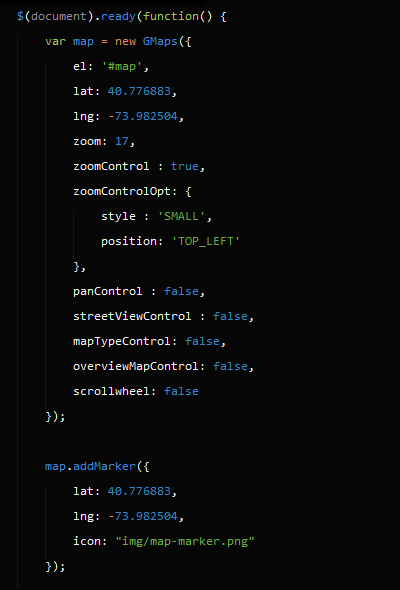 $(document).ready(function() {
var map = new GMaps({
el: '#map',
lat: 40.776883,
lng: -73.982504,
zoom: 17,
zoomControl : true,
zoomControlOpt: {
style : 'SMALL',
position: 'TOP_LEFT'
},
panControl : false,
streetViewControl : false,
mapTypeControl: false,
overviewMapControl: false,
scrollwheel: false
});
map.addMarker({
lat: 40.776883,
lng: -73.982504,
icon: "img/map-marker.png"
});